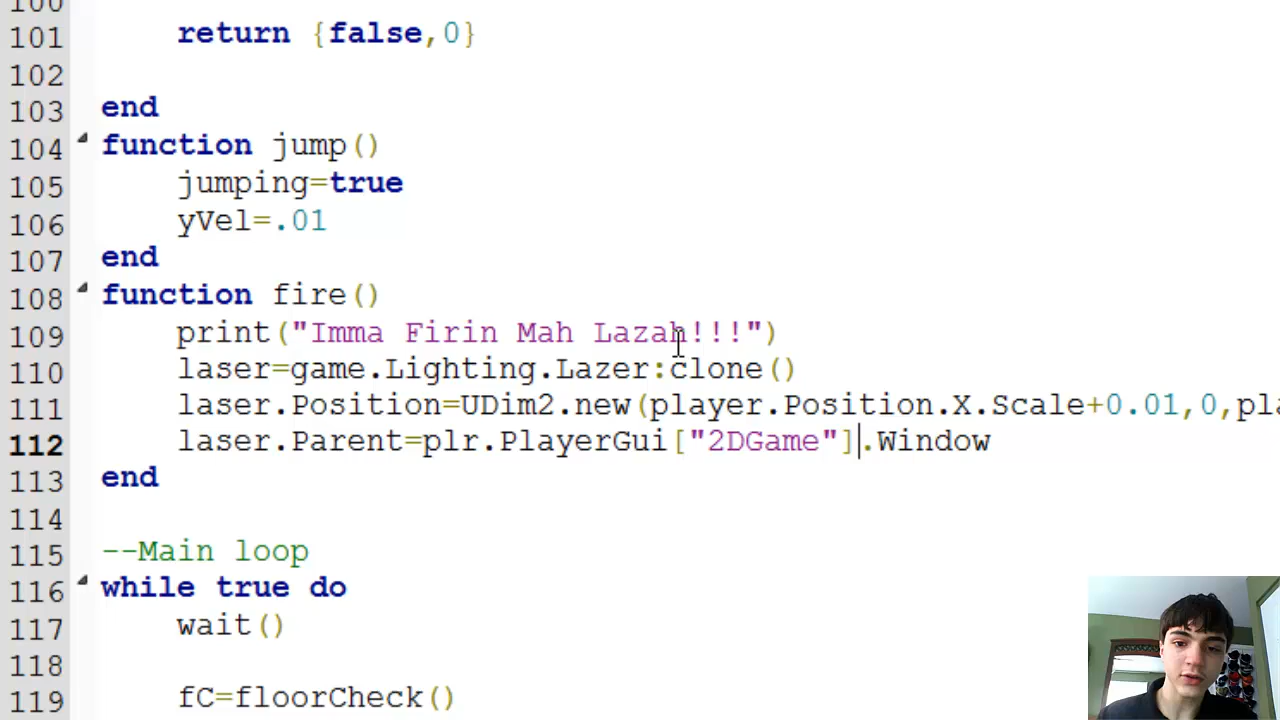 100
101 return {false,0}
102
103 end
104 function jump()
105 jumping=true
106 yVel=.01
107 end
108 function fire()
109 print("Imma Firin Mah Lazah!!!")
110 laser=game.Lighting.Lazer:clone()
111 laser.Position=UDim2.new(player.Position.X.Scale+0.01,0,pla
112 laser.Parent=plr.PlayerGui["2DGame"].Window
113 end
114
115 --Main loop
116 while true do
117 wait()
118
119 fC=floorCheck()